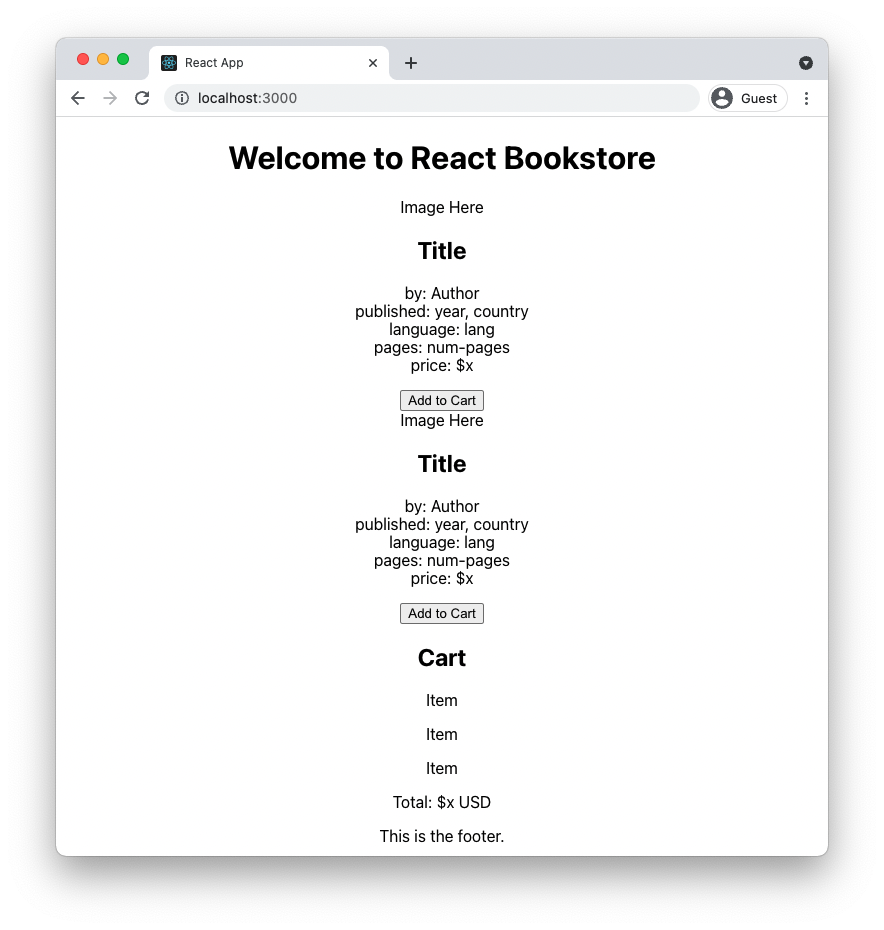 React App
localhost:3000
Guest
Welcome to React Bookstore
Image Here
Title
by: Author
published: year, country
language: lang
pages: num-pages
price: $x
Add to Cart
Image Here
Title
by: Author
published: year, country
language: lang
pages: num-pages
price: $x
Add to Cart
Cart
Item
Item
Item
Total: $x USD
This is the footer.